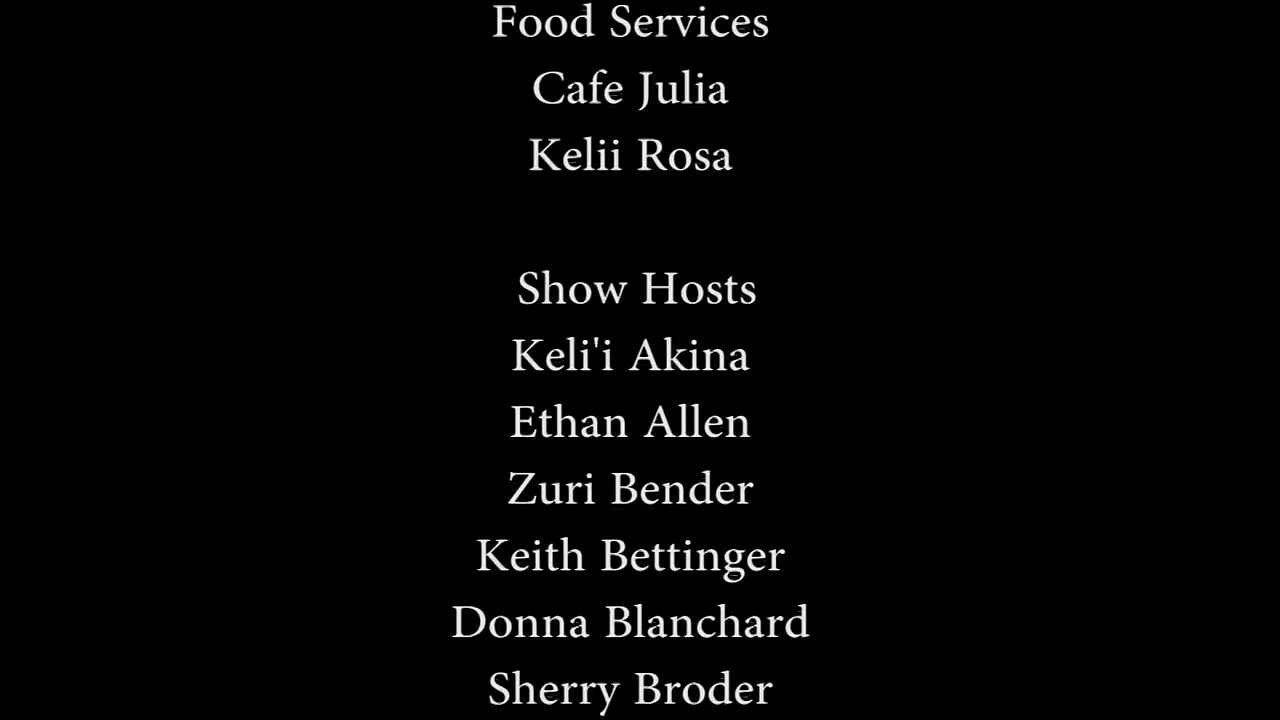 Food Services
Cafe Julia
Kelii Rosa
Show Hosts
Keli'i Akina
Ethan Allen
Zuri Bender
Keith Bettinger
Donna Blanchard
Sherry Broder